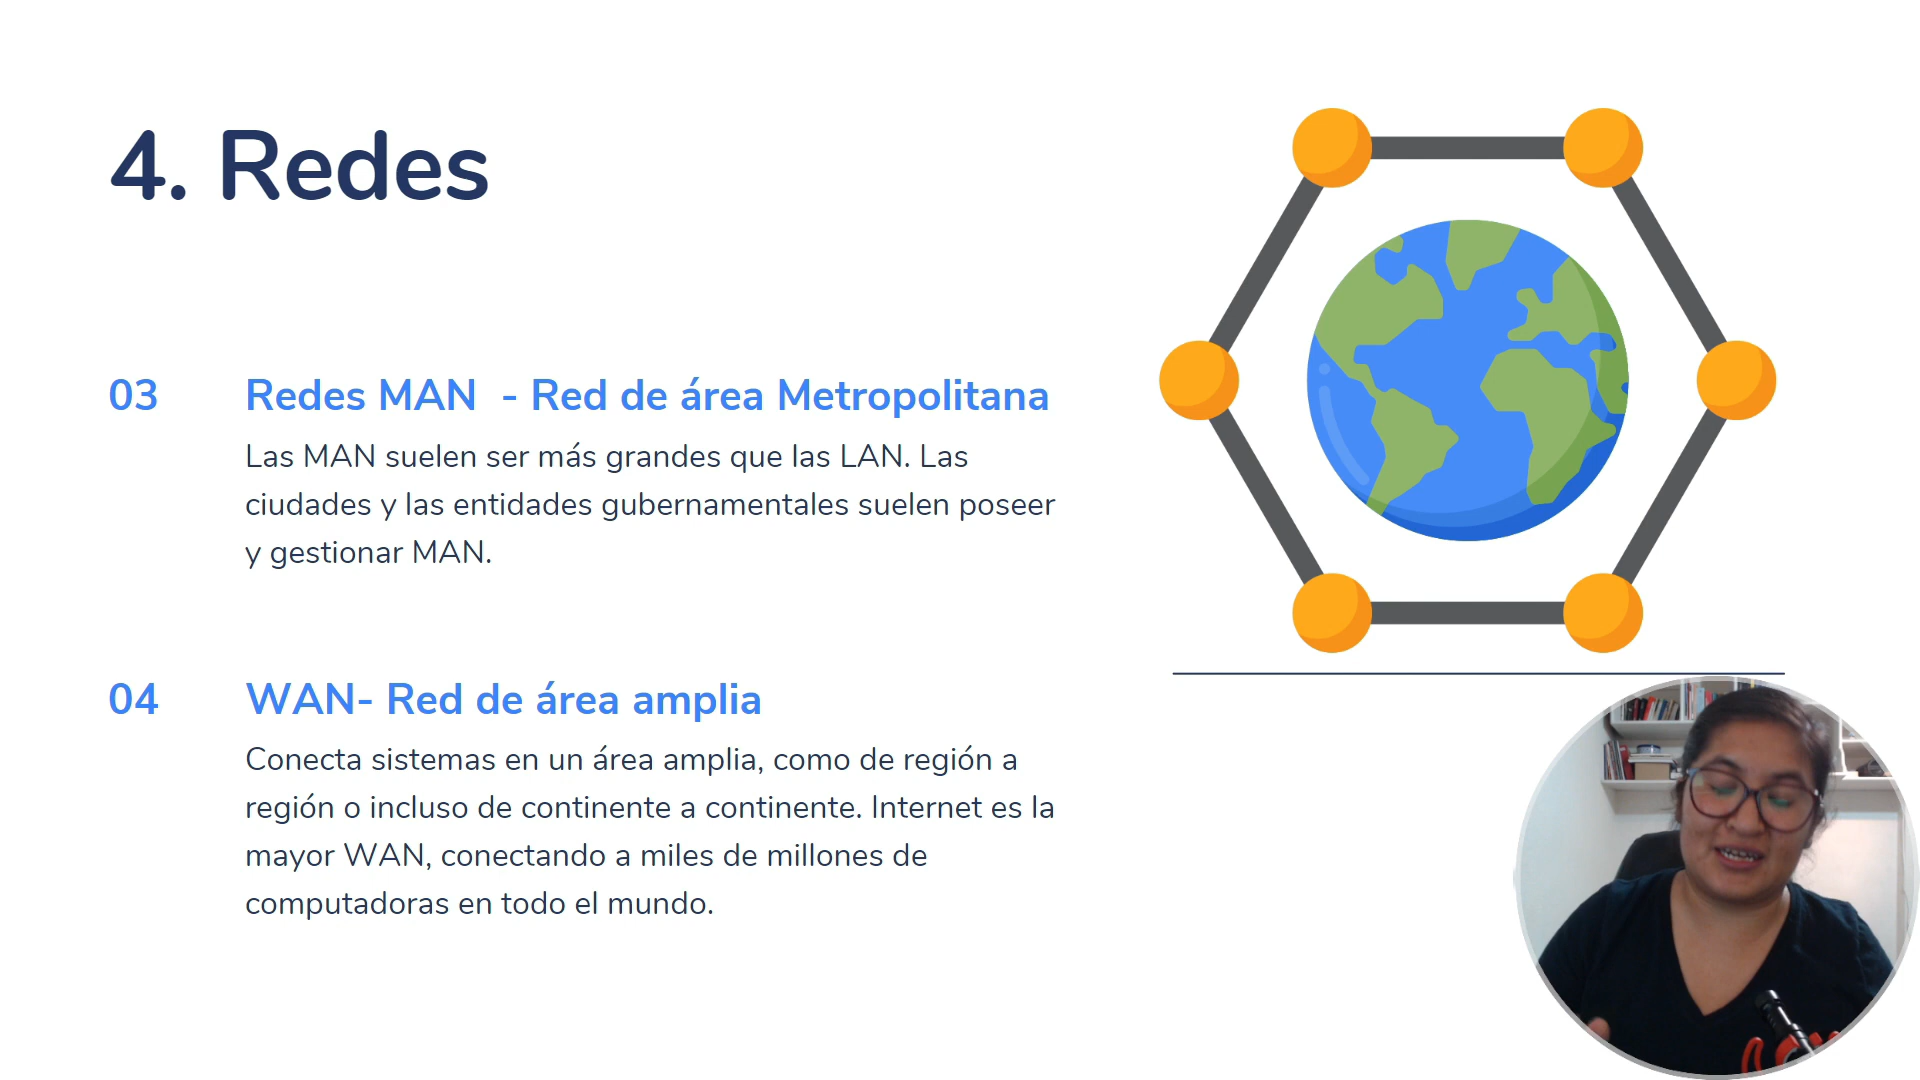 4. Redes
03
Redes MAN - Red de área Metropolitana
Las MAN suelen ser más grandes que las LAN. Las
ciudades y las entidades gubernamentales suelen poseer
y gestionar MAN.
04
WAN- Red de área amplia
Conecta sistemas en un área amplia, como de región a
región o incluso de continente a continente. Internet es la
mayor WAN, conectando a miles de millones de
computadoras en todo el mundo.